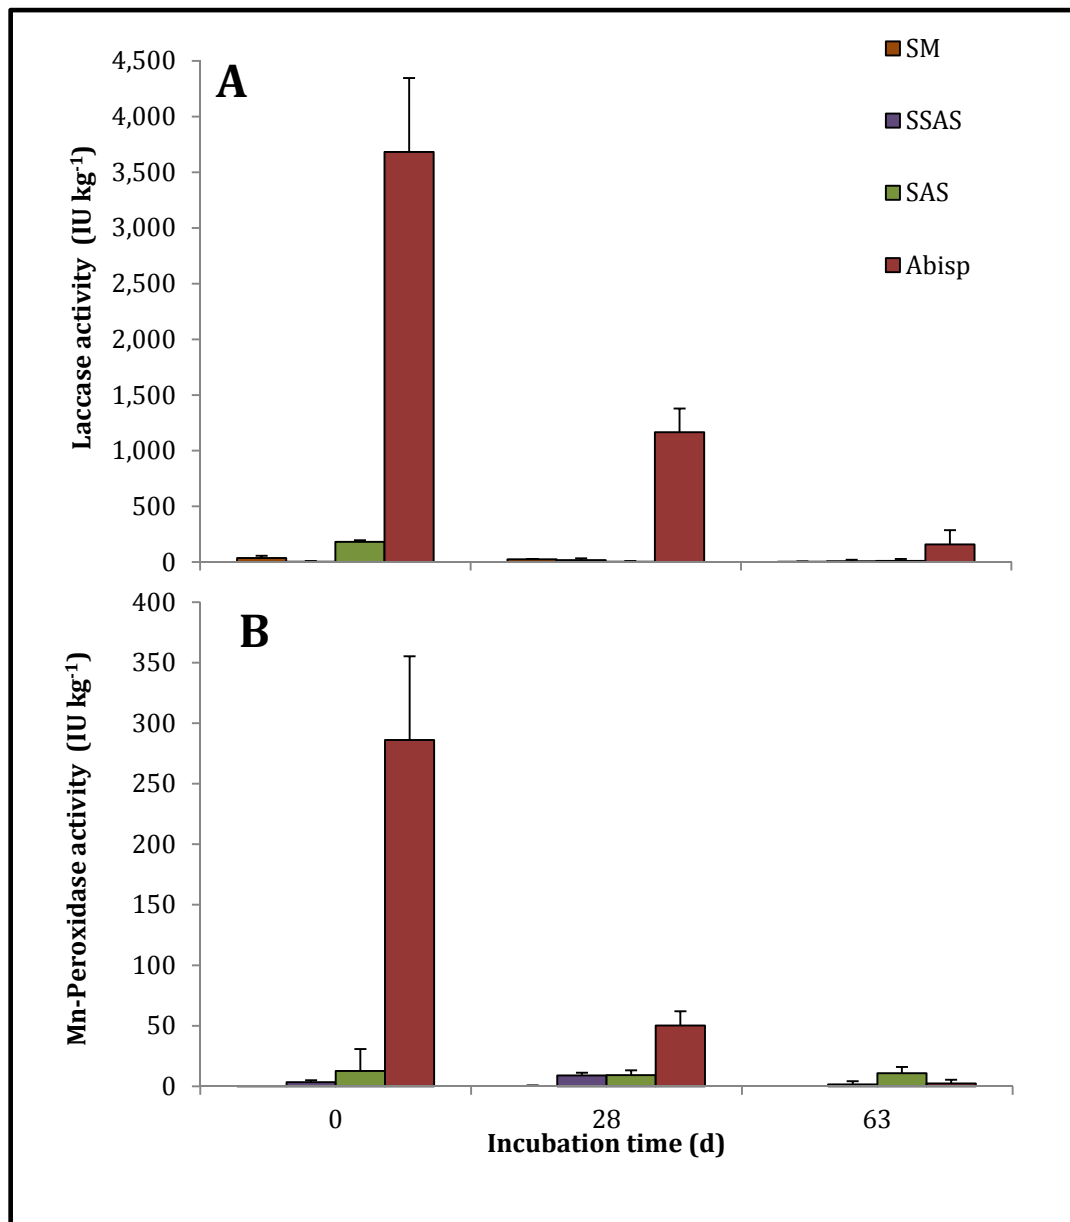 A
SM
SSAS
SAS
Abisp
Laccase activity (IU kg⁻¹)
4,500
4,000
3,500
3,000
2,500
2,000
1,500
1,000
500
0
B
Mn-Peroxidase activity (IU kg⁻¹)
400
350
300
250
200
150
100
50
0
0 28 63
Incubation time (d)